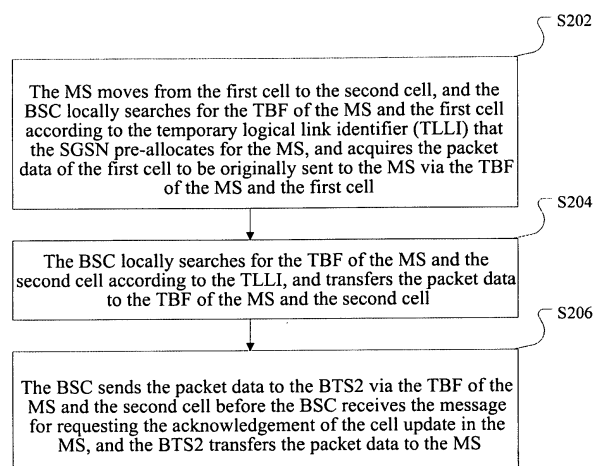 S202
The MS moves from the first cell to the second cell, and the
BSC locally searches for the TBF of the MS and the first cell
according to the temporary logical link identifier (TLLI) that
the SGSN pre-allocates for the MS, and acquires the packet
data of the first cell to be originally sent to the MS via the TBF
of the MS and the first cell
S204
The BSC locally searches for the TBF of the MS and the
second cell according to the TLLI, and transfers the packet data
to the TBF of the MS and the second cell
S206
The BSC sends the packet data to the BTS2 via the TBF of the
MS and the second cell before the BSC receives the message
for requesting the acknowledgement of the cell update in the
MS, and the BTS2 transfers the packet data to the MS